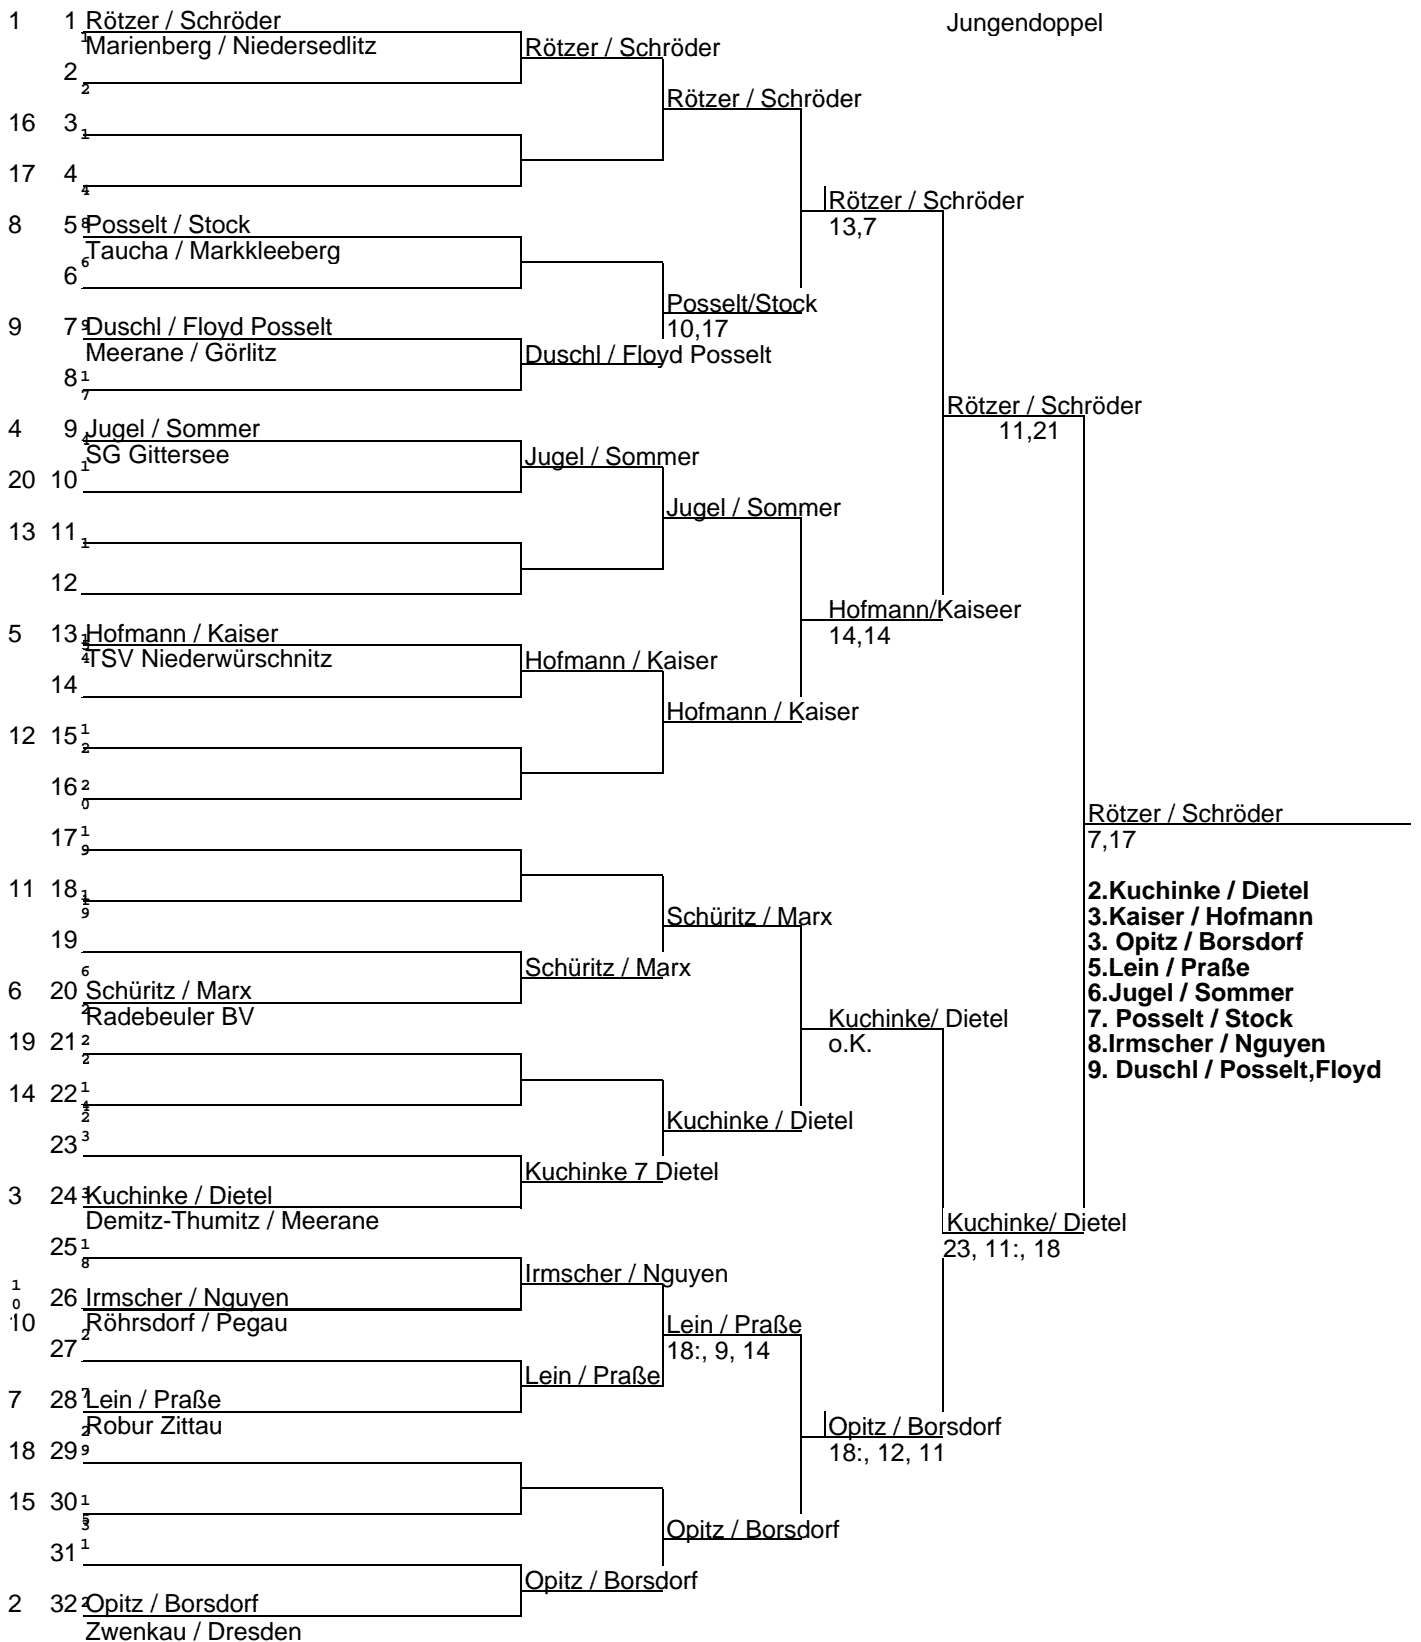 Jungendoppel
1 1 Rötzer / Schröder
Marienberg / Niedersedlitz
Rötzer / Schröder
2
Rötzer / Schröder
16 3
17 4
Rötzer / Schröder
13,7
8 5 Posselt / Stock
Taucha / Markkleeberg
6
Posselt/Stock
10,17
9 7 Duschl / Floyd Posselt
Meerane / Görlitz
Duschl / Floyd Posselt
8
Rötzer / Schröder
11,21
4 9 Jugel / Sommer
SG Gittersee
Jugel / Sommer
20 10
Jugel / Sommer
13 11
12
Hofmann/Kaiseer
14,14
5 13 Hofmann / Kaiser
TSV Niederwürschnitz
Hofmann / Kaiser
14
Hofmann / Kaiser
12 15
16
Rötzer / Schröder
7,17
17
11 18
2.Kuchinke / Dietel
3.Kaiser / Hofmann
3. Opitz / Borsdorf
5.Lein / Praße
6.Jugel / Sommer
7. Posselt / Stock
8.Irmscher / Nguyen
9. Duschl / Posselt,Floyd
Schüritz / Marx
19
Schüritz / Marx
6 20 Schüritz / Marx
Radebeuler BV
Kuchinke/ Dietel
o.K.
19 21
14 22
Kuchinke / Dietel
23
Kuchinke 7 Dietel
3 24 Kuchinke / Dietel
Demitz-Thumitz / Meerane
Kuchinke/ Dietel
23, 11:, 18
25
Irmscher / Nguyen
26 Irmscher / Nguyen
10 Röhrsdorf / Pegau
Lein / Praße
18:, 9, 14
27
Lein / Praße
7 28 Lein / Praße
Robur Zittau
Opitz / Borsdorf
18:, 12, 11
18 29
15 30
Opitz / Borsdorf
31
Opitz / Borsdorf
2 32 Opitz / Borsdorf
Zwenkau / Dresden